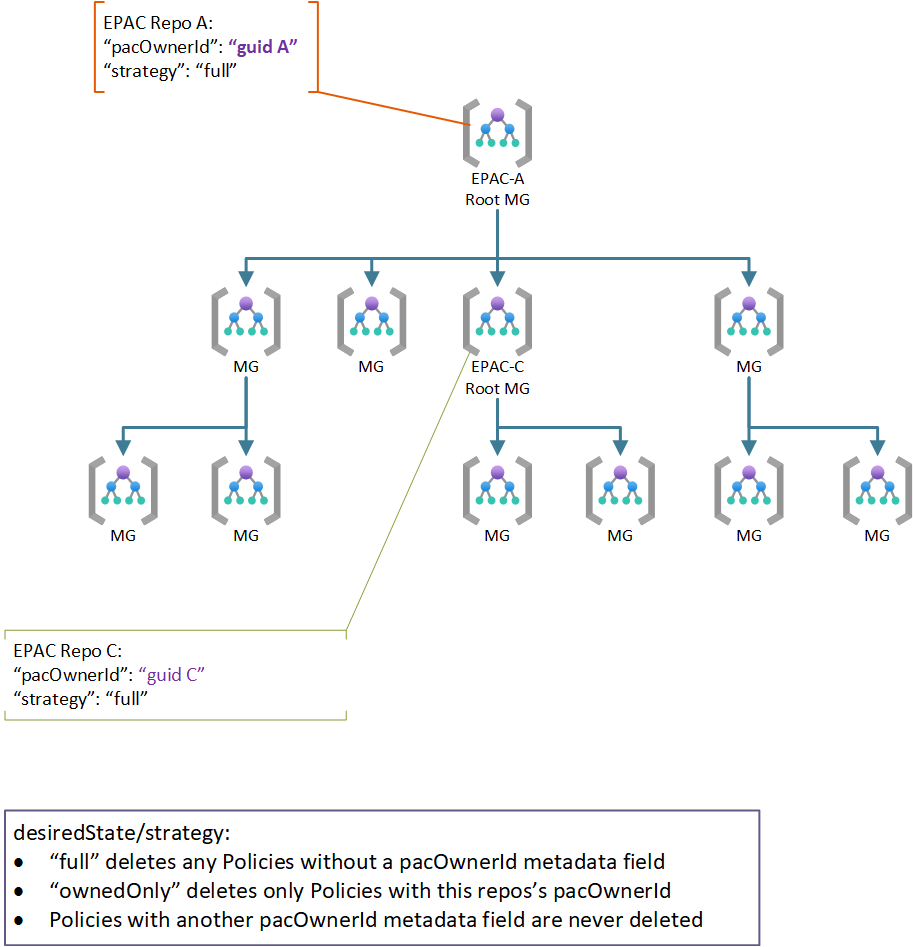 EPAC Repo A:
“pacOwnerId”: “guid A”
“strategy”: “full”
EPAC-A
Root MG
MG
MG
EPAC-C
Root MG
MG
MG
MG
MG
MG
MG
MG
EPAC Repo C:
“pacOwnerId”: “guid C”
“strategy”: “full”
desiredState/strategy:
● “full” deletes any Policies without a pacOwnerId metadata field
● “ownedOnly” deletes only Policies with this repos’s pacOwnerId
● Policies with another pacOwnerId metadata field are never deleted